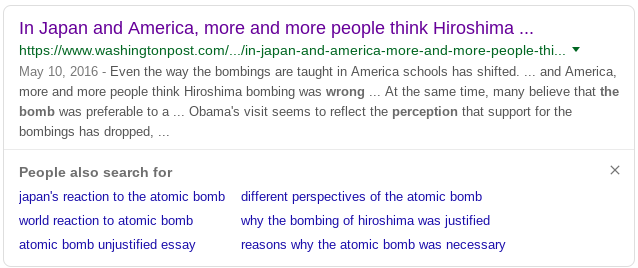 In Japan and America, more and more people think Hiroshima ...
https://www.washingtonpost.com/.../in-japan-and-america-more-and-more-people-thi...
May 10, 2016 - Even the way the bombings are taught in America schools has shifted. ... and America,
more and more people think Hiroshima bombing was wrong ... At the same time, many believe that the
bomb was preferable to a ... Obama's visit seems to reflect the perception that support for the
bombings has dropped, ...
People also search for
japan's reaction to the atomic bomb different perspectives of the atomic bomb
world reaction to atomic bomb why the bombing of hiroshima was justified
atomic bomb unjustified essay reasons why the atomic bomb was necessary